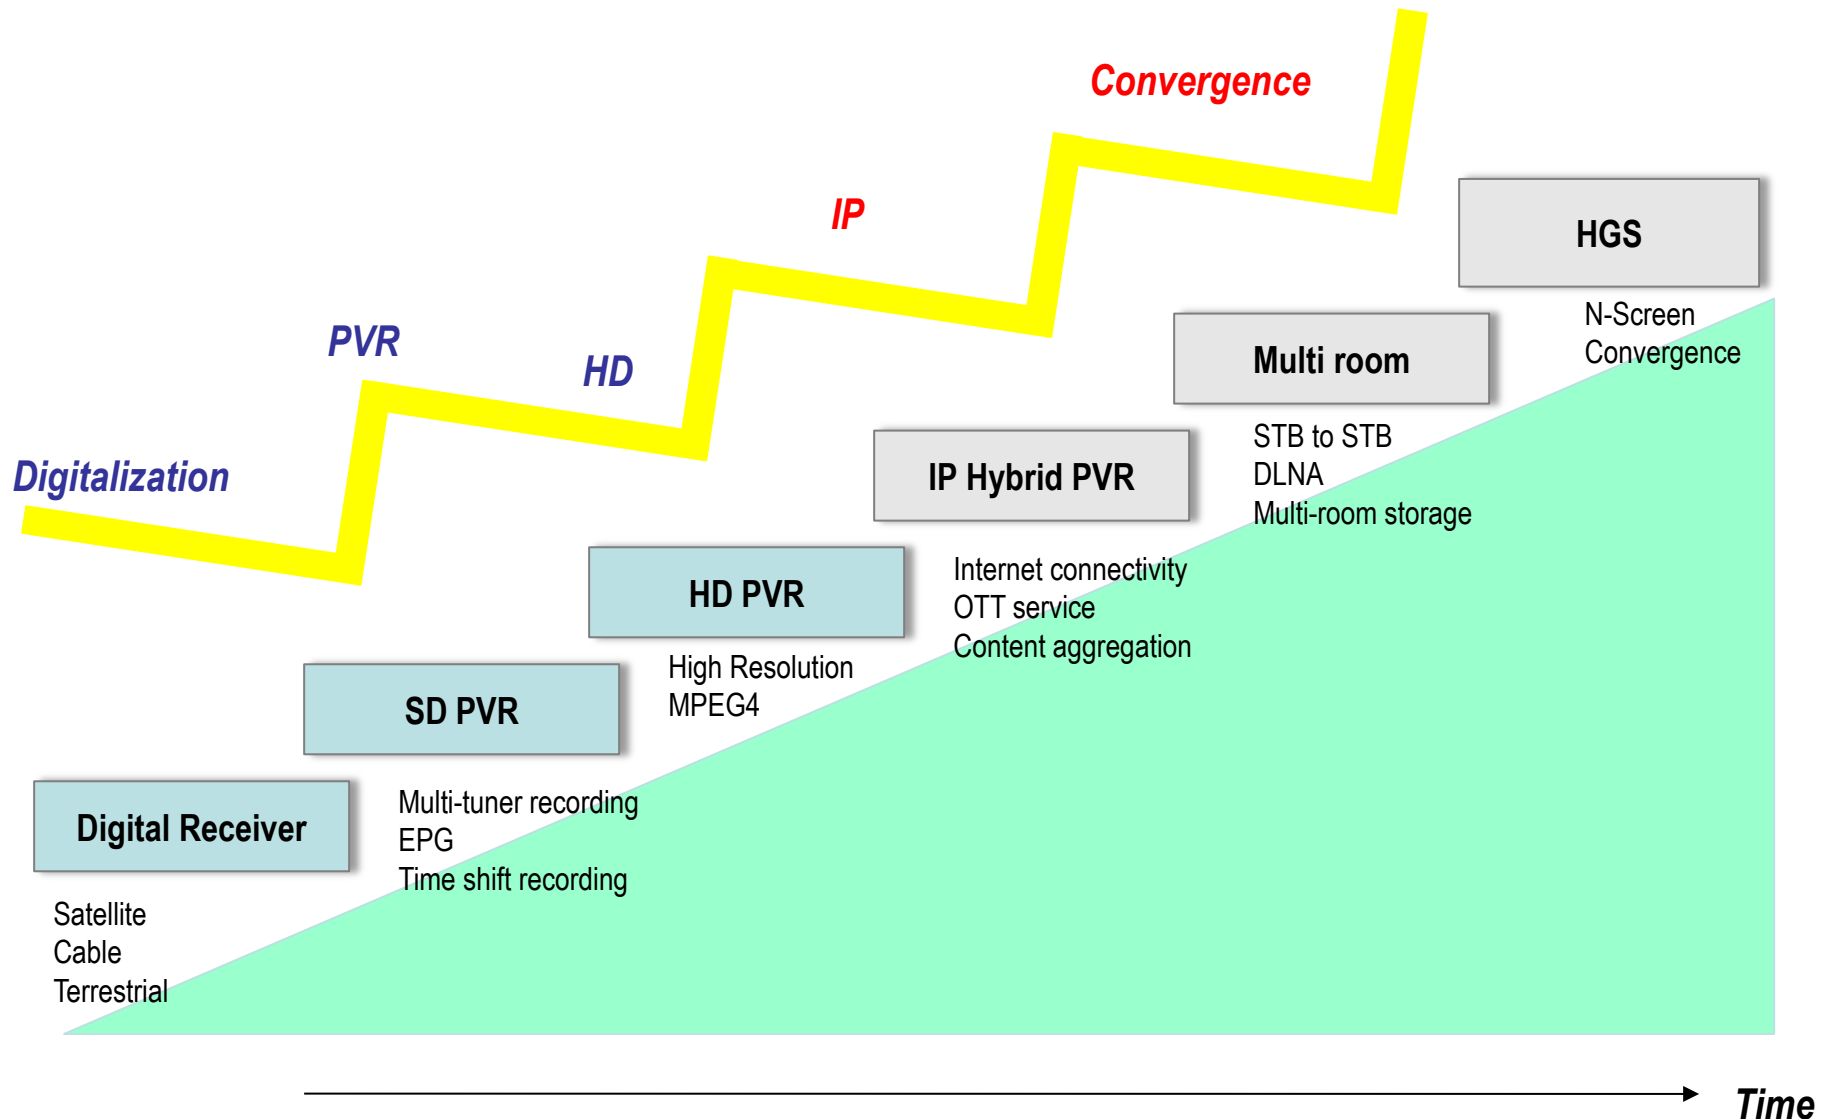 Convergence
IP
HGS
N-Screen
Convergence
PVR
HD
Multi room
STB to STB
DLNA
Multi-room storage
Digitalization
IP Hybrid PVR
Internet connectivity
OTT service
Content aggregation
HD PVR
High Resolution
MPEG4
SD PVR
Multi-tuner recording
EPG
Time shift recording
Digital Receiver
Satellite
Cable
Terrestrial
Time